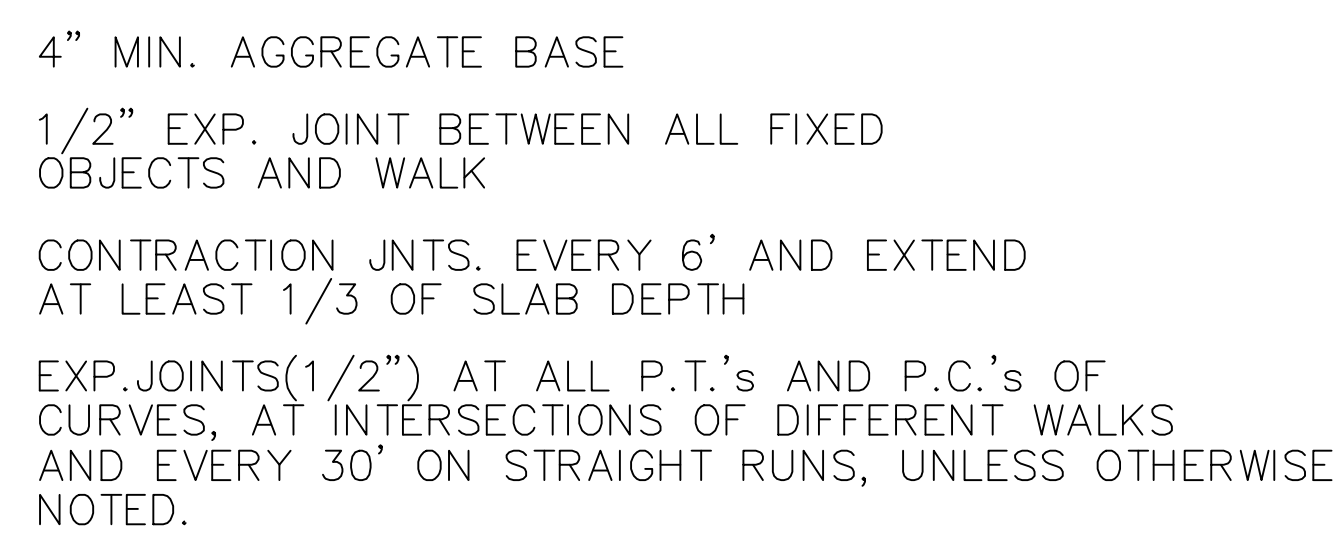 4” MIN. AGGREGATE BASE
1/2” EXP. JOINT BETWEEN ALL FIXED
OBJECTS AND WALK
CONTRACTION JNTS. EVERY 6’ AND EXTEND
AT LEAST 1/3 OF SLAB DEPTH
EXP.JOINTS(1/2”) AT ALL P.T.’s AND P.C.’s OF
CURVES, AT INTERSECTIONS OF DIFFERENT WALKS
AND EVERY 30’ ON STRAIGHT RUNS, UNLESS OTHERWISE
NOTED.